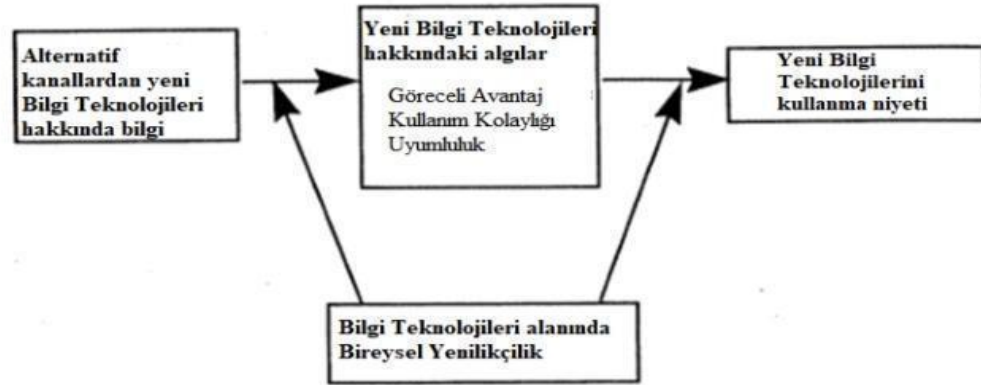 Alternatif
kanallardan yeni
Bilgi Teknolojileri
hakkında bilgi
Yeni Bilgi Teknolojileri
hakkındaki algılar
Göreceli Avantaj
Kullanım Kolaylığı
Uyumluluk
Yeni Bilgi
Teknolojilerini
kullanma niyeti
Bilgi Teknolojileri alanında
Bireysel Yenilikçilik